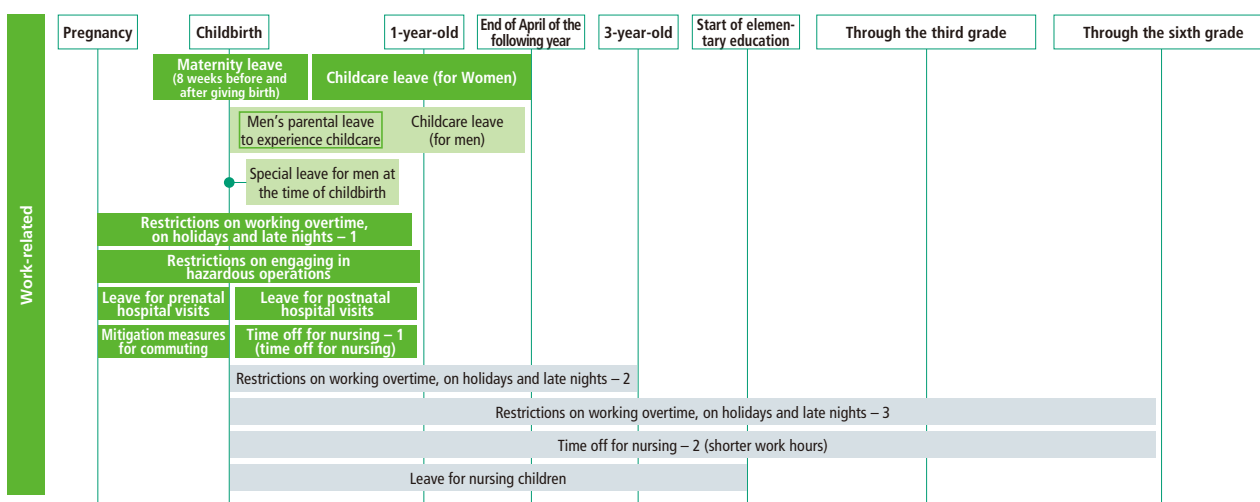 Pregnancy
Childbirth
1-year-old
End of April of the
following year
3-year-old
Start of elemen-
tary education
Through the third grade
Through the sixth grade
Work-related
Maternity leave
(8 weeks before and
after giving birth)
Childcare leave (for Women)
Men's parental leave
to experience childcare
Childcare leave
(for men)
Special leave for men at
the time of childbirth
Restrictions on working overtime,
on holidays and late nights – 1
Restrictions on engaging in
hazardous operations
Leave for prenatal
hospital visits
Leave for postnatal
hospital visits
Mitigation measures
for commuting
Time off for nursing – 1
(time off for nursing)
Restrictions on working overtime, on holidays and late nights – 2
Restrictions on working overtime, on holidays and late nights – 3
Time off for nursing – 2 (shorter work hours)
Leave for nursing children